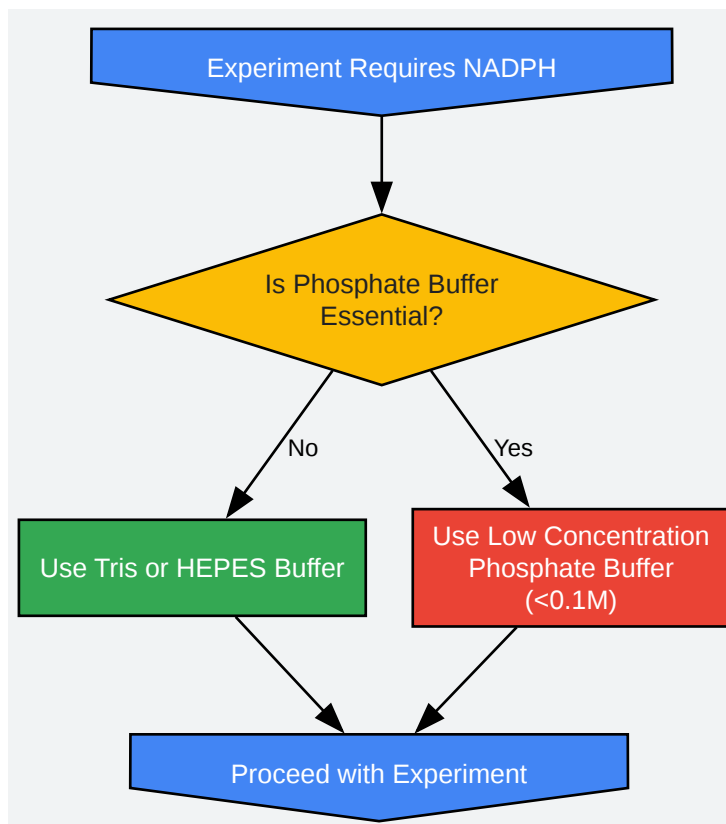 Experiment Requires NADPH
Is Phosphate Buffer
Essential?
No
Yes
Use Tris or HEPES Buffer
Use Low Concentration
Phosphate Buffer
(<0.1M)
Proceed with Experiment